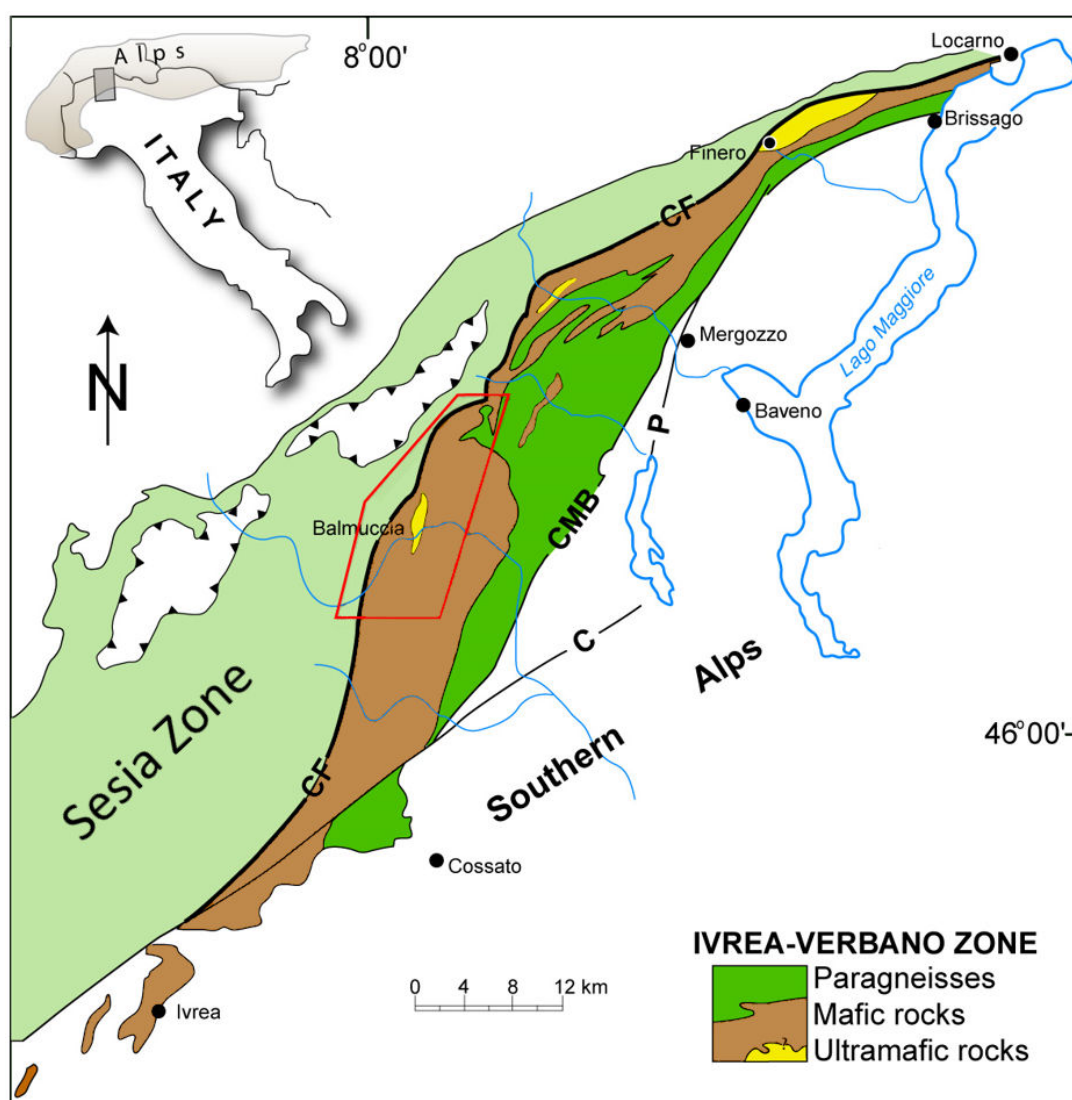 Alps
8°00'
ITALY
N
Locarno
Brissago
Finero
CF
Lago Maggiore
Mergozzo
Baveno
P
CMB
Balmuccia
C
Alps
Southern
46°00'
Sesia Zone
CF
Cossato
Ivrea
0 4 8 12 km
IVREA-VERBANO ZONE
Paragneisses
Mafic rocks
Ultramafic rocks
?